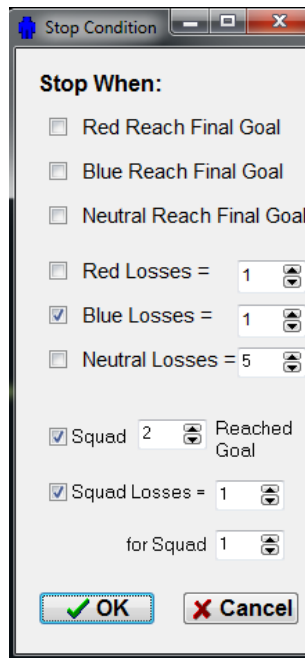 Stop Condition
Stop When:
Red Reach Final Goal
Blue Reach Final Goal
Neutral Reach Final Goal
Red Losses = 1
Blue Losses = 1
Neutral Losses = 5
Squad 2 Reached
Goal
Squad Losses = 1
for Squad 1
OK Cancel